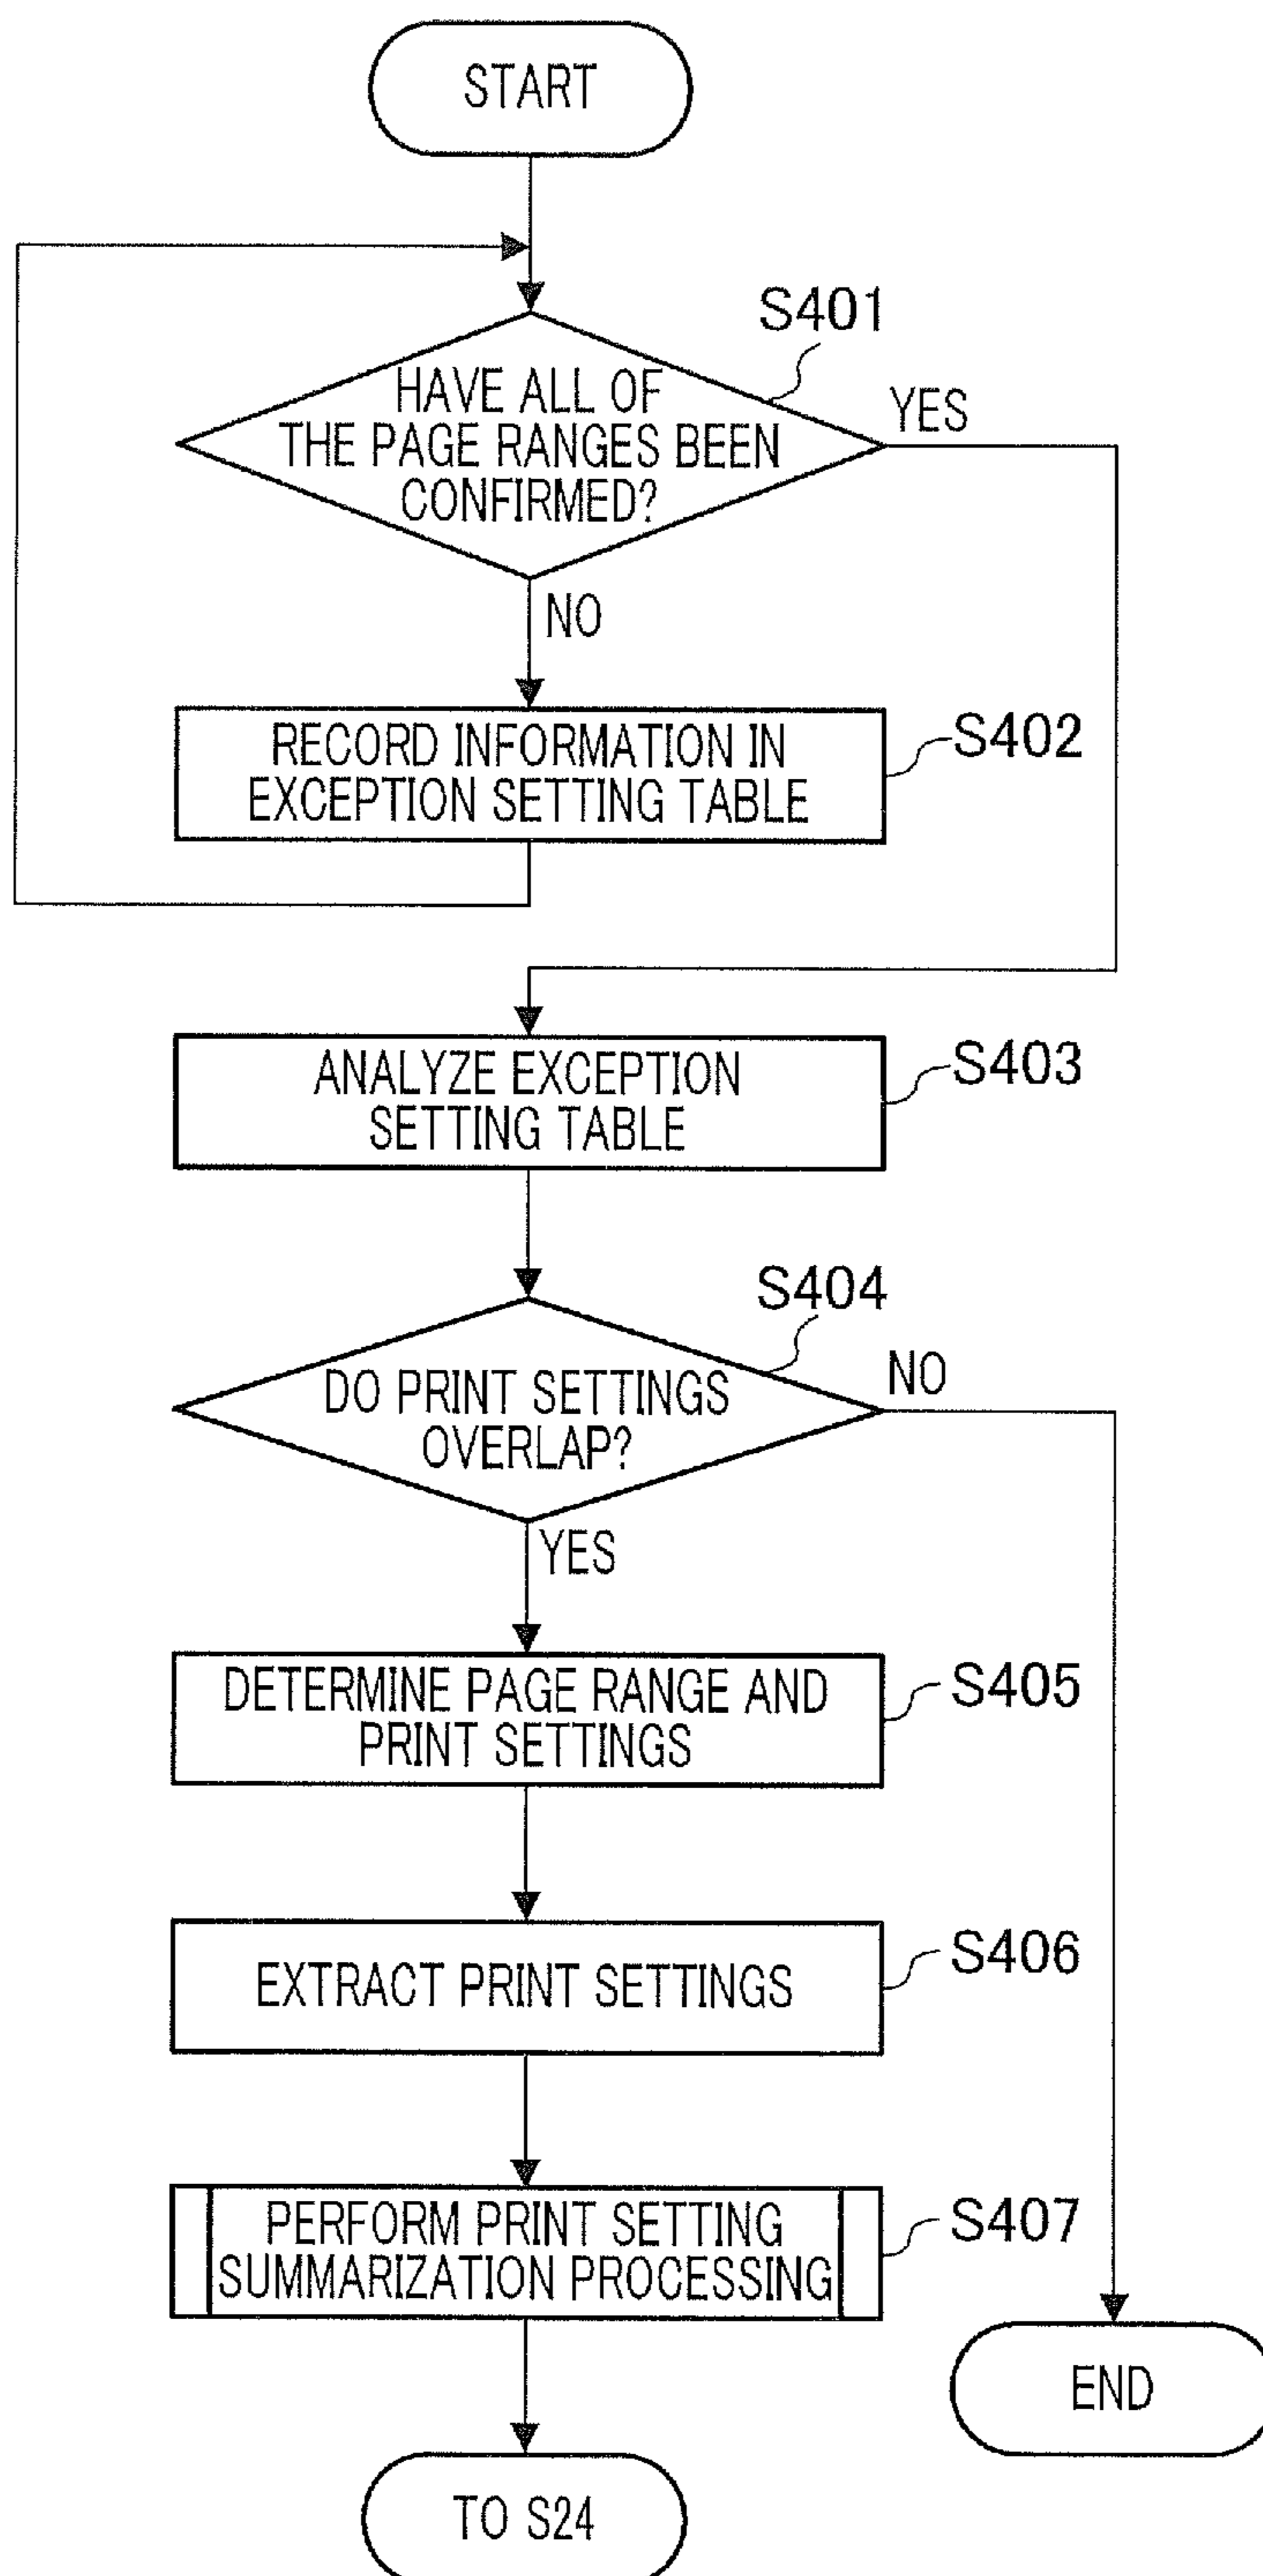 START
S401
HAVE ALL OF
THE PAGE RANGES BEEN
CONFIRMED?
YES
NO
RECORD INFORMATION IN
EXCEPTION SETTING TABLE
S402
ANALYZE EXCEPTION
SETTING TABLE
S403
S404
DO PRINT SETTINGS
OVERLAP?
NO
YES
DETERMINE PAGE RANGE AND
PRINT SETTINGS
S405
EXTRACT PRINT SETTINGS
S406
PERFORM PRINT SETTING
SUMMARIZATION PROCESSING
S407
END
TO S24